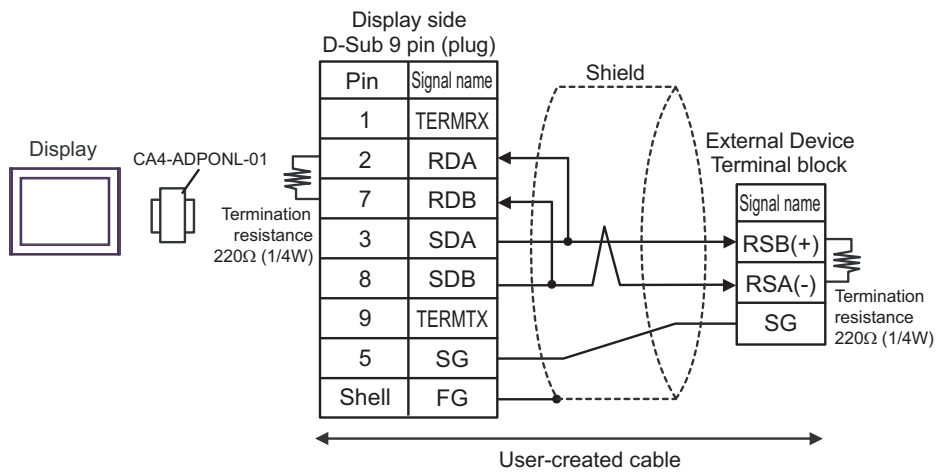 Display side
D-Sub 9 pin (plug)
Pin Signal name
1 TERMRX
2 RDA
7 RDB
3 SDA
8 SDB
9 TERMTX
5 SG
Shell FG
Display
CA4-ADPONL-01
Termination
resistance
220Ω (1/4W)
Shield
External Device
Terminal block
Signal name
RSB(+)
RSA(-)
SG
Termination
resistance
220Ω (1/4W)
User-created cable